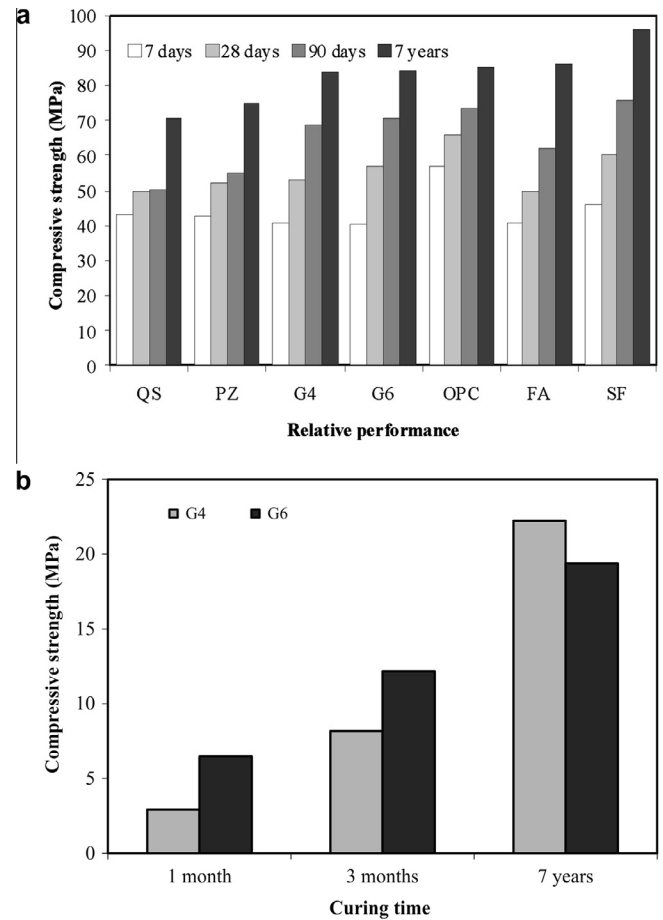 a
100
90
80
70
60
50
40
30
20
10
0
Compressive strength (MPa)
7 days 28 days 90 days 7 years
QS PZ G4 G6 OPC FA SF
Relative performance
b
25
20
15
10
5
0
Compressive strength (MPa)
G4 G6
1 month 3 months 7 years
Curing time